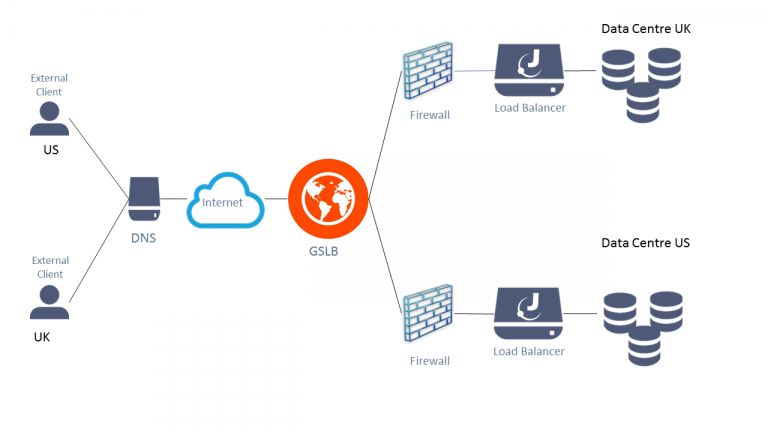 Data Centre UK
External
Client
US
Firewall
Load Balancer
DNS
Internet
GSLB
Data Centre US
External
Client
UK
Firewall
Load Balancer